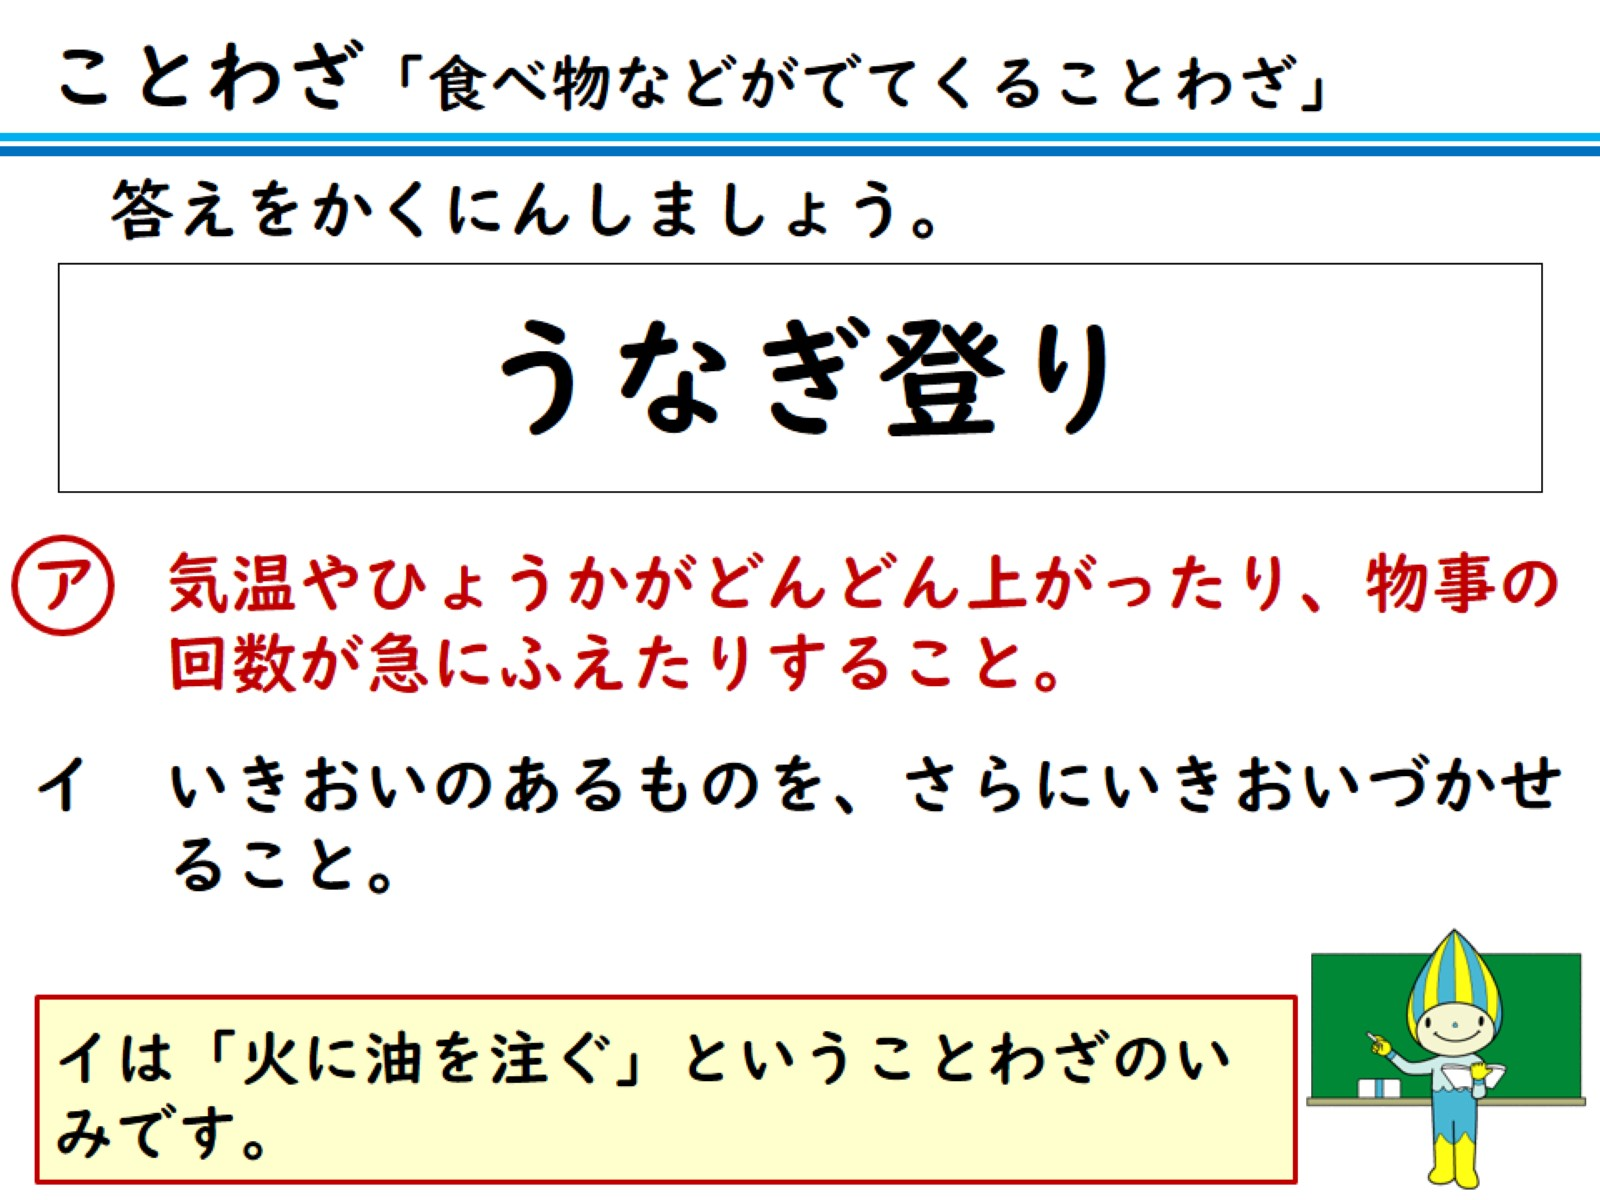 ことわざ「食べ物などがでてくることわざ」
答えをかくにんしましょう。
うなぎ登り
ア 気温やひょうかがどんどん上がったり、物事の
回数が急にふえたりすること。
イ いきおいのあるものを、さらにいきおいづかせ
ること。
イは「火に油を注ぐ」ということわざのい
みです。